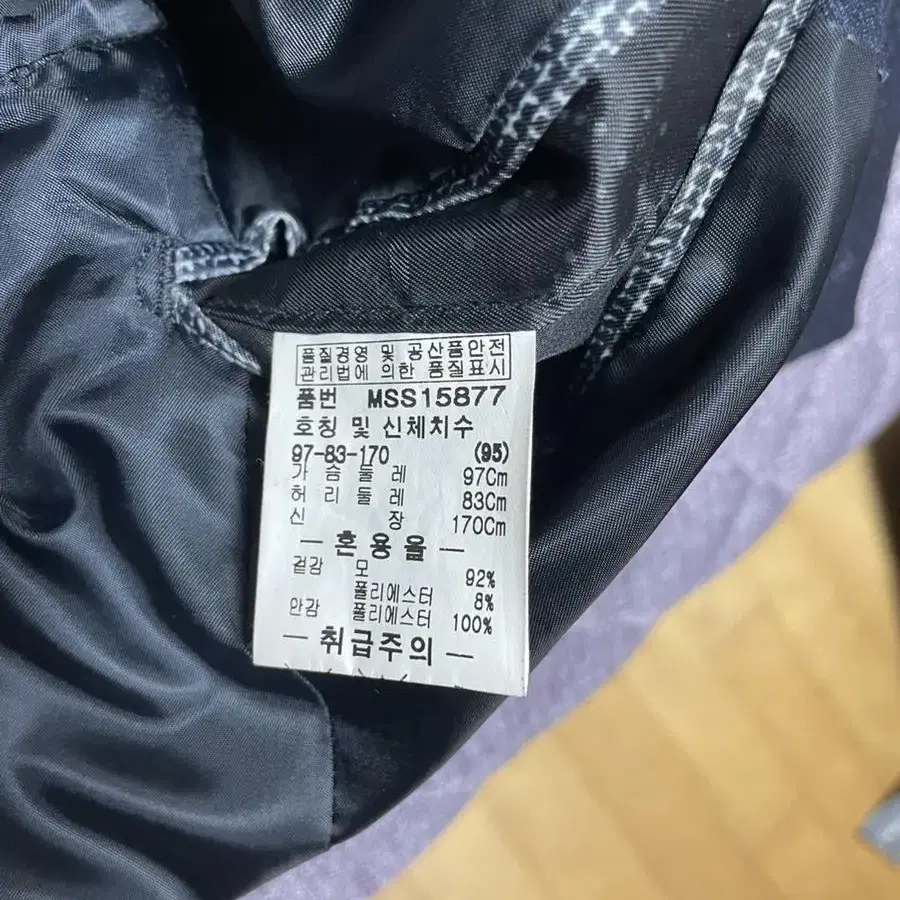 품질경영 및 공산품안전
관리법에 의한 품질표시
품번 MSS15877
호칭 및 신체치수
97-83-170 (95)
가슴둘레 97Cm
허리둘레 83Cm
신장 170Cm
— 혼용율 —
겉감 모 92%
폴리에스터 8%
안감 폴리에스터 100%
— 취급주의 —